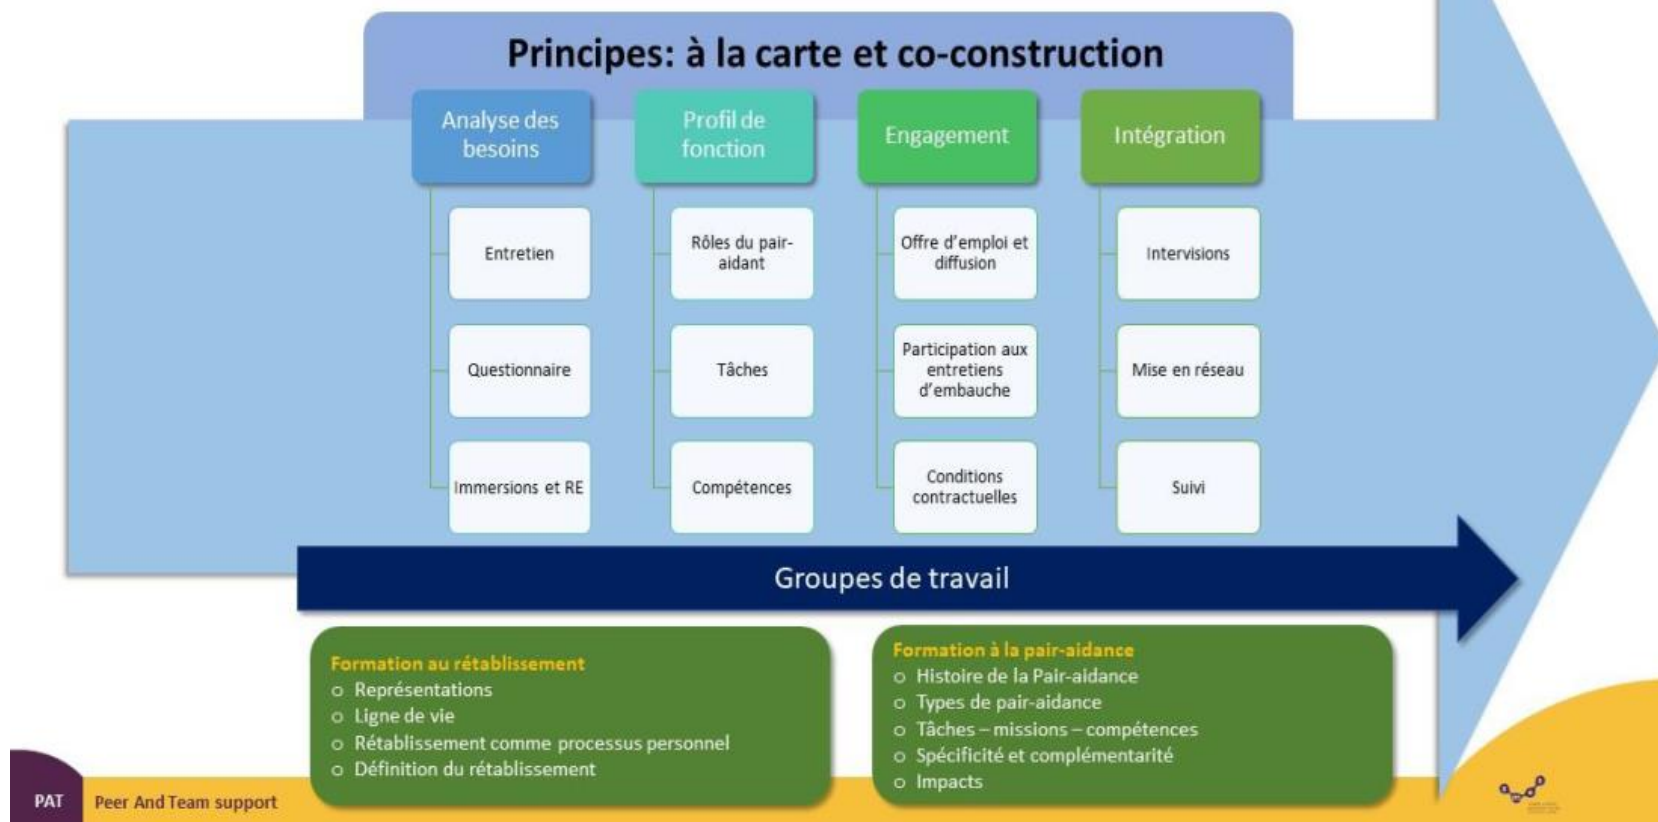 Principes: à la carte et co-construction
Analyse des
besoins
Entretien
Questionnaire
Immersions et RE
Profil de
fonction
Rôles du pair-
aidant
Tâches
Compétences
Engagement
Offre d'emploi et
diffusion
Participation aux
entretiens
d'embauche
Conditions
contractuelles
Intégration
Intervisions
Mise en réseau
Suivi
Groupes de travail
Formation au rétablissement
o Représentations
o Ligne de vie
o Rétablissement comme processus personnel
o Définition du rétablissement
Formation à la pair-aidance
o Histoire de la Pair-aidance
o Types de pair-aidance
o Tâches – missions – compétences
o Spécificité et complémentarité
o Impacts
PAT Peer And Team support